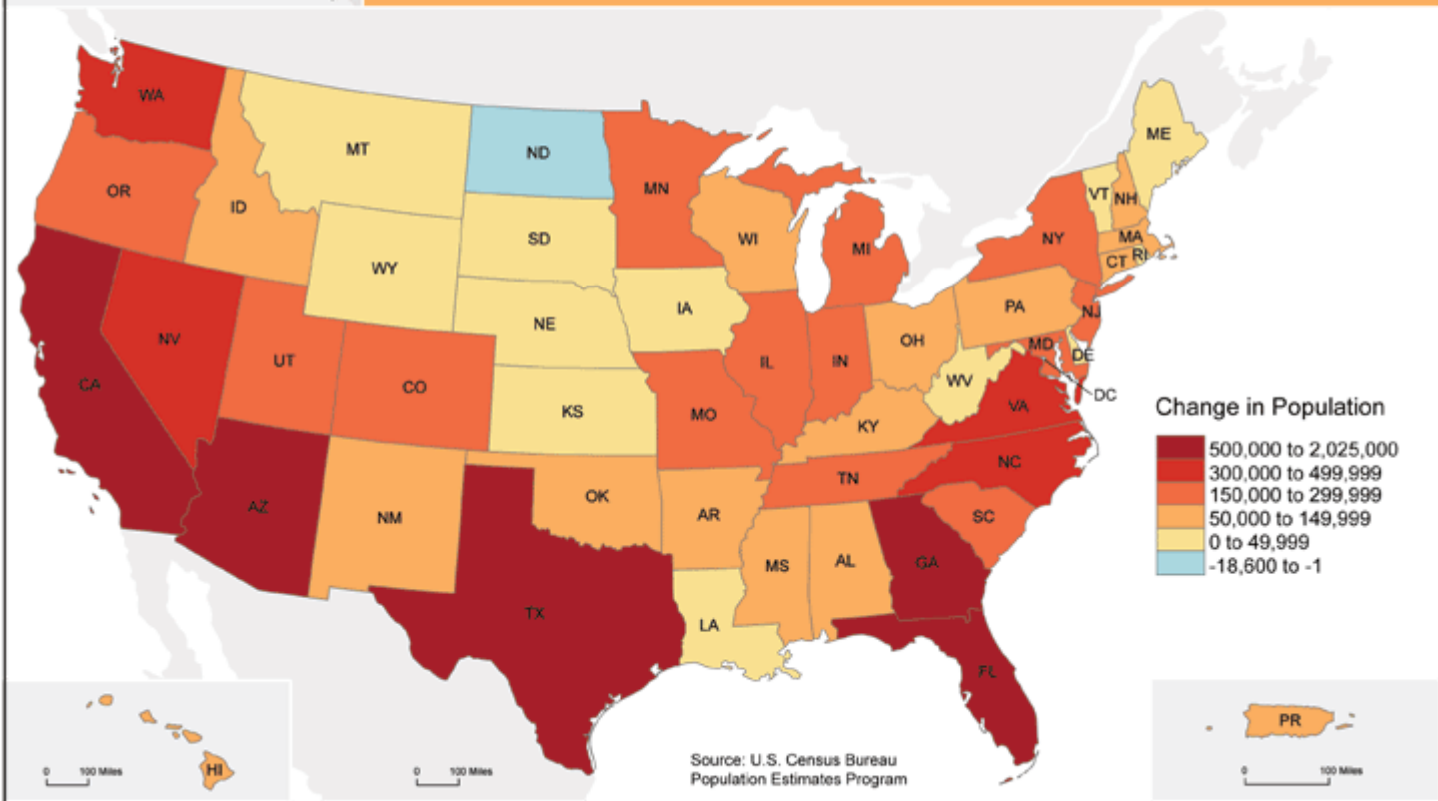 WA
MT
ND
ME
OR
ID
MN
VT
NH
SD
WI
MI
NY
MA
WY
CT
RI
IA
PA
NE
NV
OH
NJ
UT
IL
IN
MD
DE
CA
CO
WV
DC
KS
MO
VA
KY
NC
TN
AZ
NM
OK
AR
SC
MS
AL
GA
TX
LA
FL
Change in Population
500,000 to 2,025,000
300,000 to 499,999
150,000 to 299,999
50,000 to 149,999
0 to 49,999
-18,600 to -1
HI
0 100 Miles
0 100 Miles
Source: U.S. Census Bureau
Population Estimates Program
PR
0 100 Miles